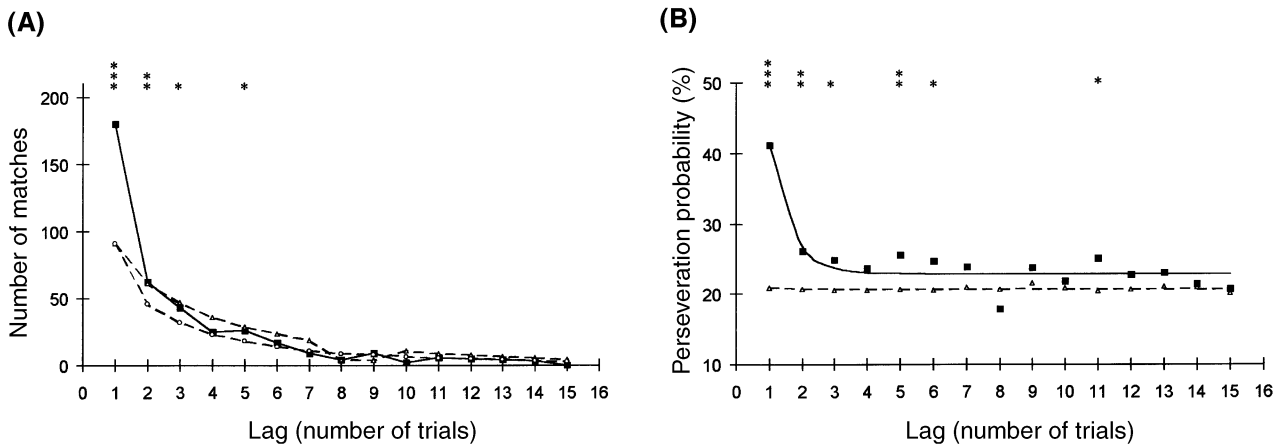 (A)
***
**
*
*
200
150
100
50
0
Number of matches
0 1 2 3 4 5 6 7 8 9 10 11 12 13 14 15 16
Lag (number of trials)
(B)
***
**
*
**
*
*
50
40
30
20
10
Perseveration probability (%)
0 1 2 3 4 5 6 7 8 9 10 11 12 13 14 15 16
Lag (number of trials)